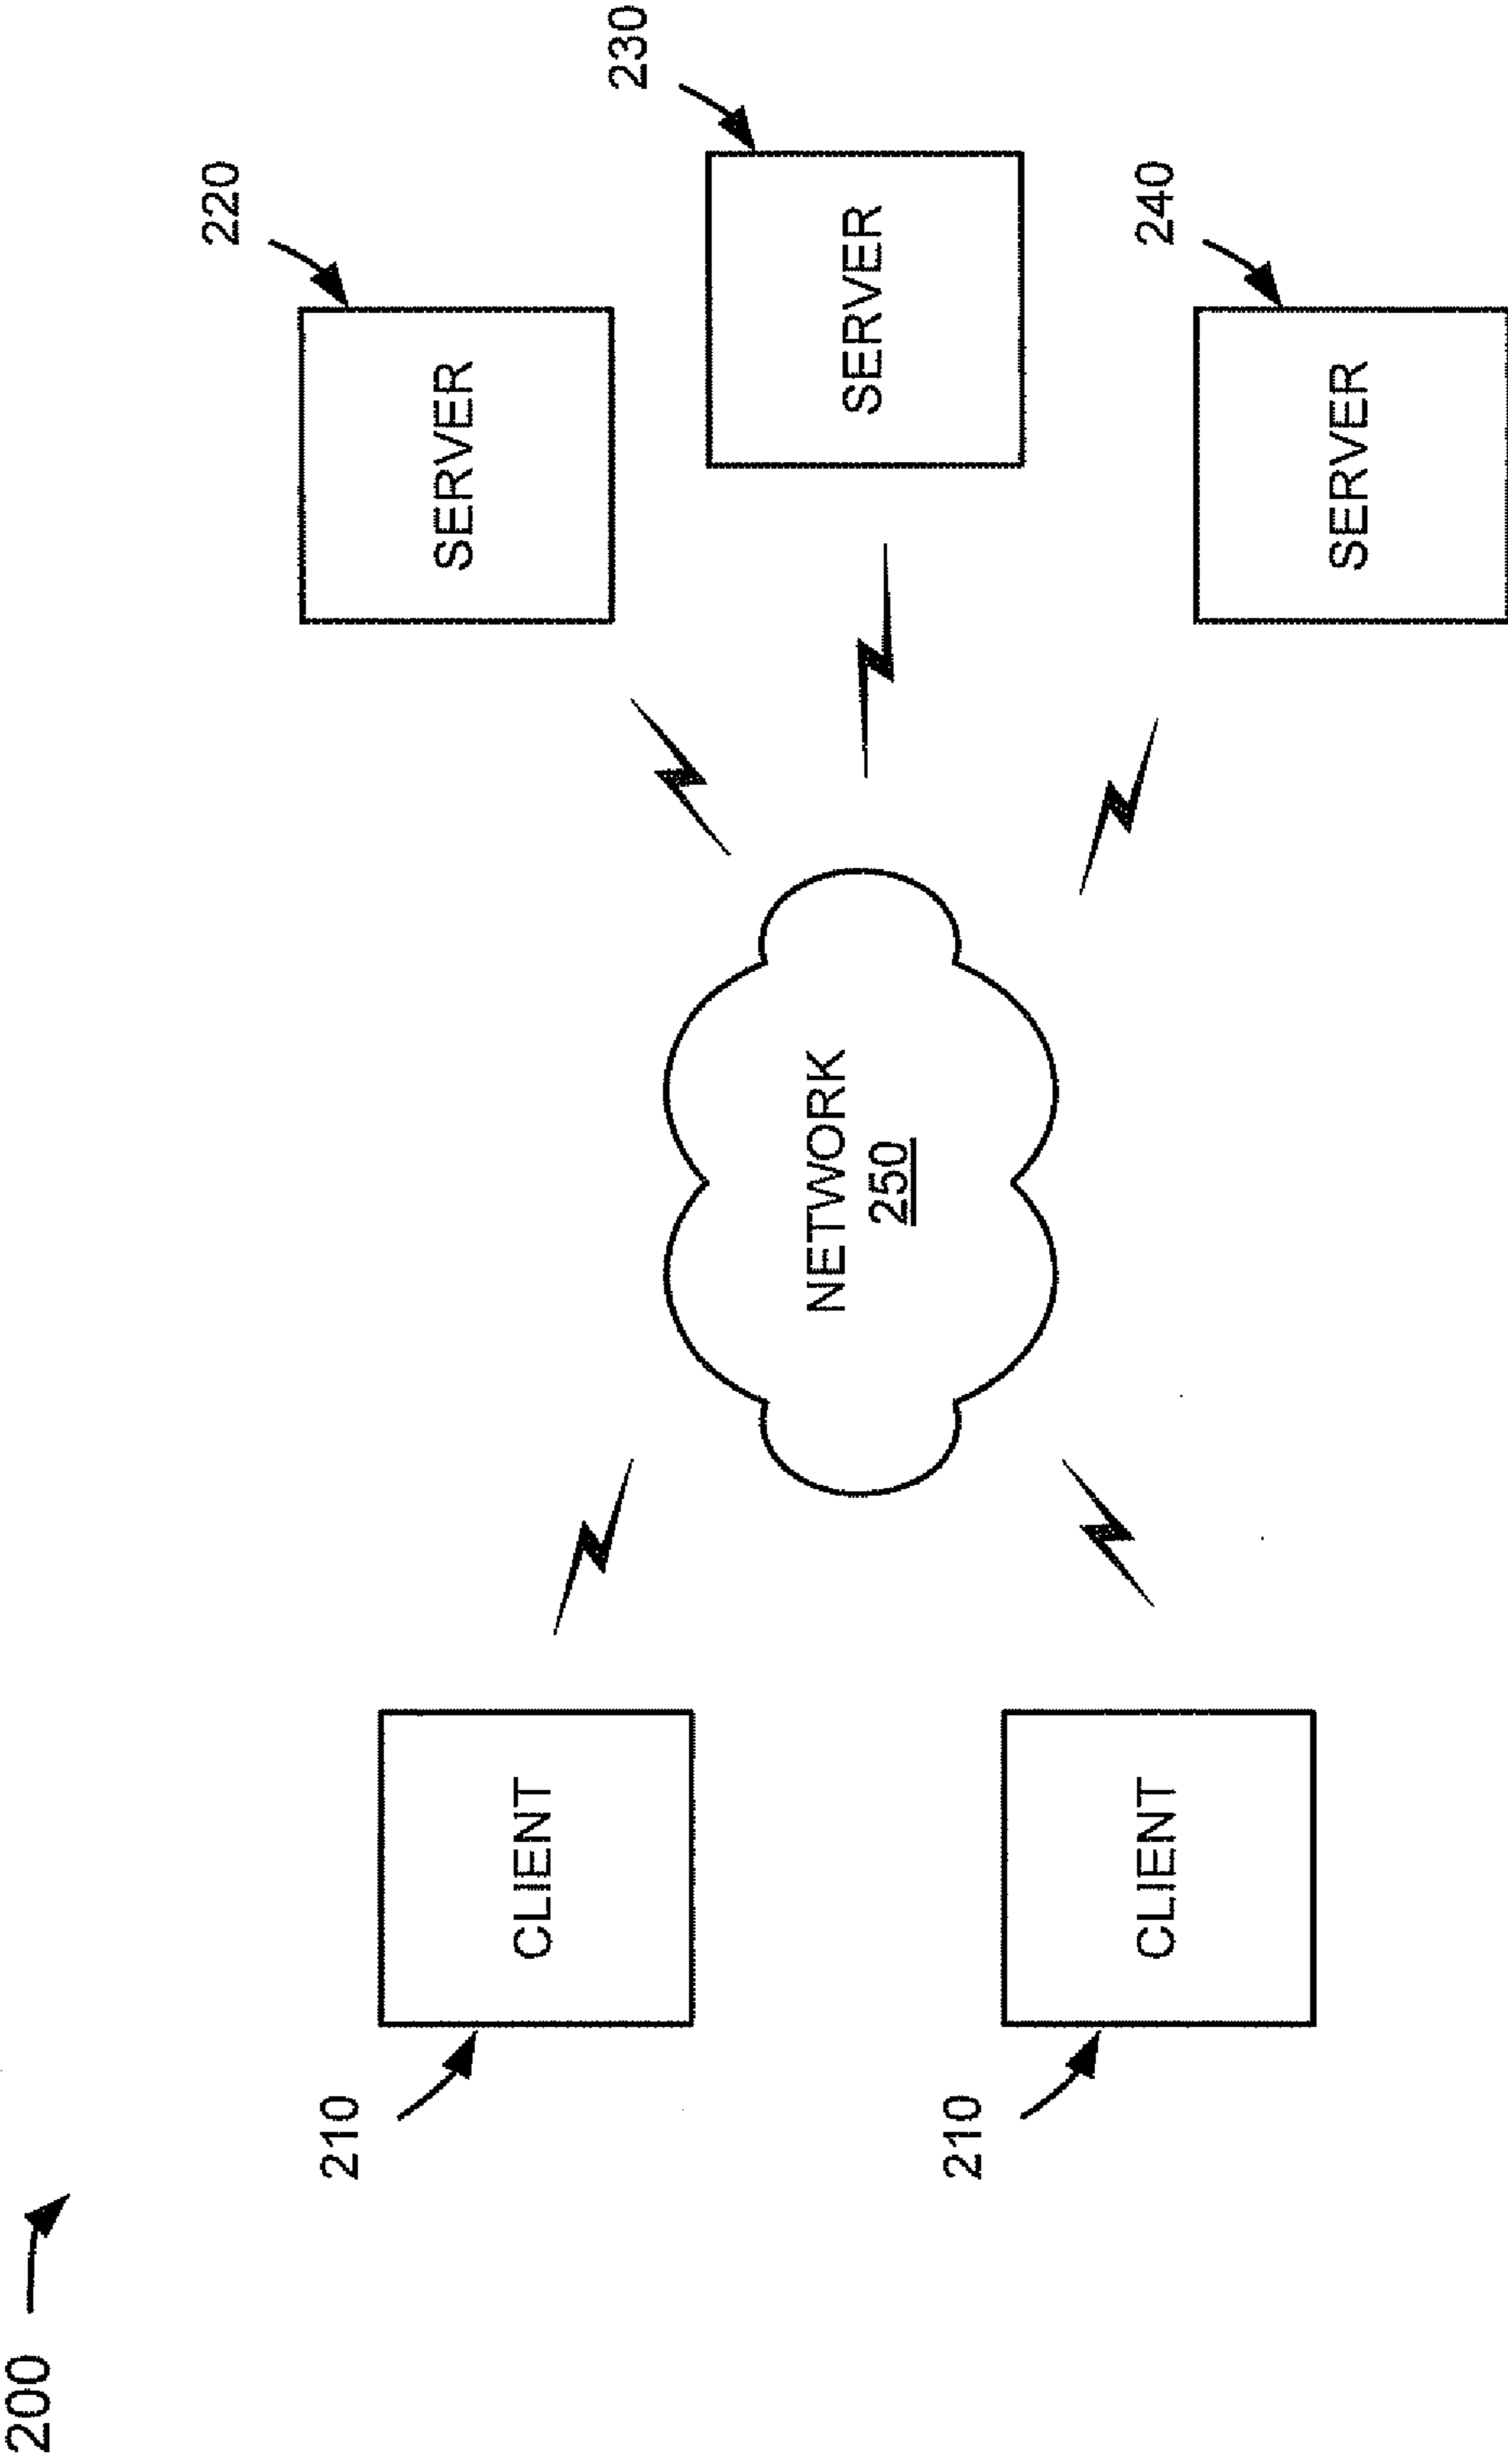 200
220
SERVER
230
SERVER
240
SERVER
NETWORK
250
210
CLIENT
210
CLIENT